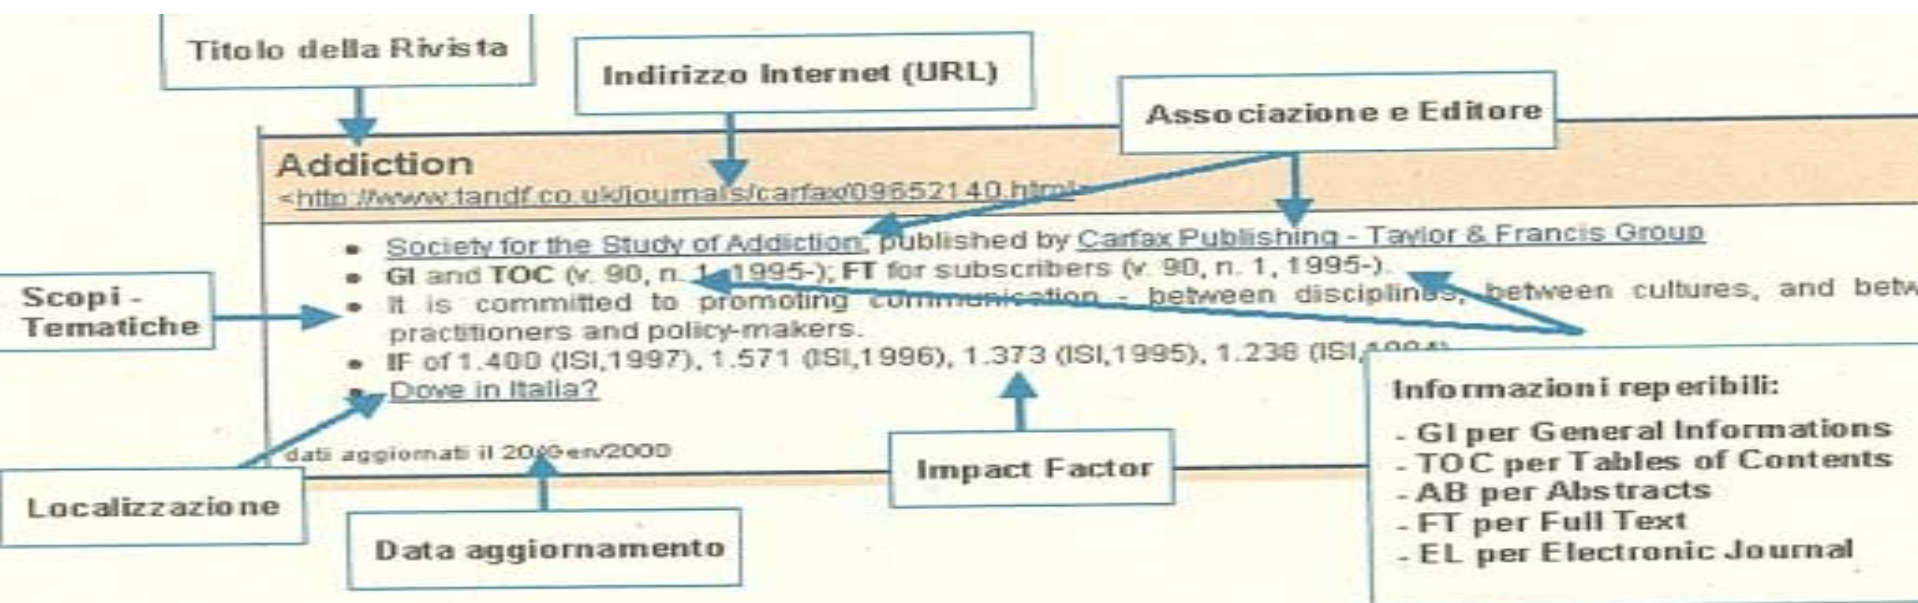 Titolo della Rivista
Indirizzo Internet (URL)
Associazione e Editore
Addiction
<http://www.tandf.co.uk/journals/carfax/09652140.html>
Society for the Study of Addiction, published by Carfax Publishing - Taylor & Francis Group
GI and TOC (v. 90, n. 1, 1995-); FT for subscribers (v. 90, n. 1, 1995-).
Scopi -
Tematiche
It is committed to promoting communication - between disciplines, between cultures, and betw
practitioners and policy-makers.
IF of 1.400 (ISI,1997), 1.571 (ISI,1996), 1.373 (ISI,1995), 1.238 (ISI,1994)
Dove in Italia?
dati aggiornati il 20/Gen/2000
Localizzazione
Data aggiornamento
Impact Factor
Informazioni reperibili:
- GI per General Informations
- TOC per Tables of Contents
- AB per Abstracts
- FT per Full Text
- EL per Electronic Journal